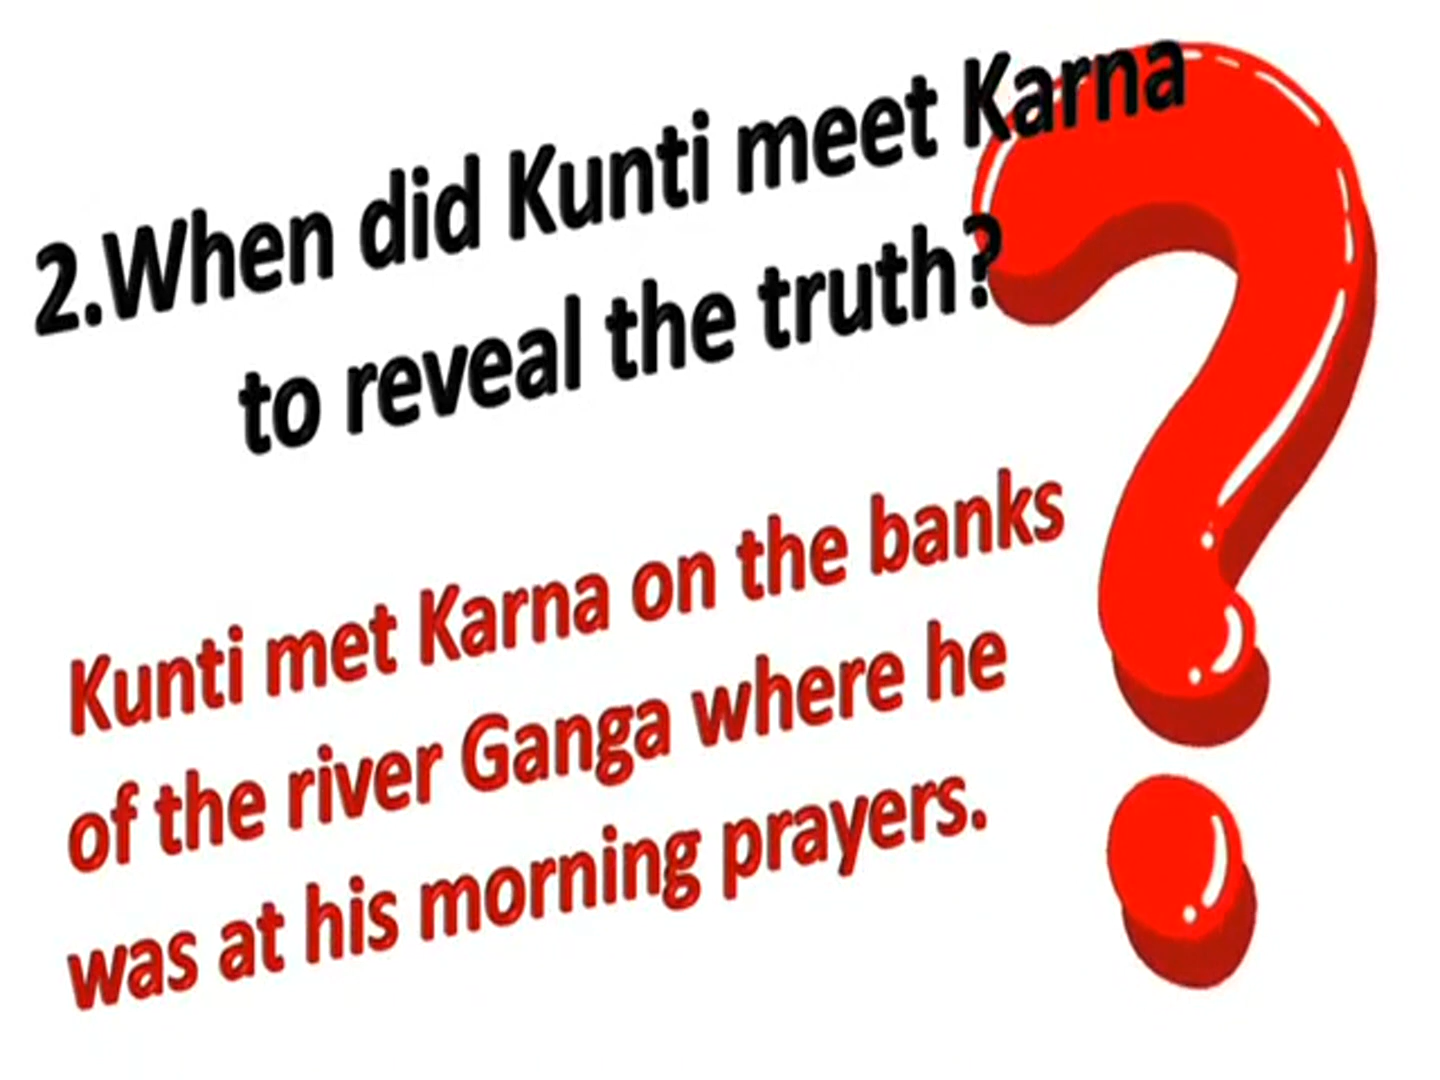 2.When did Kunti meet Karna
to reveal the truth?
Kunti met Karna on the banks
of the river Ganga where he
was at his morning prayers.